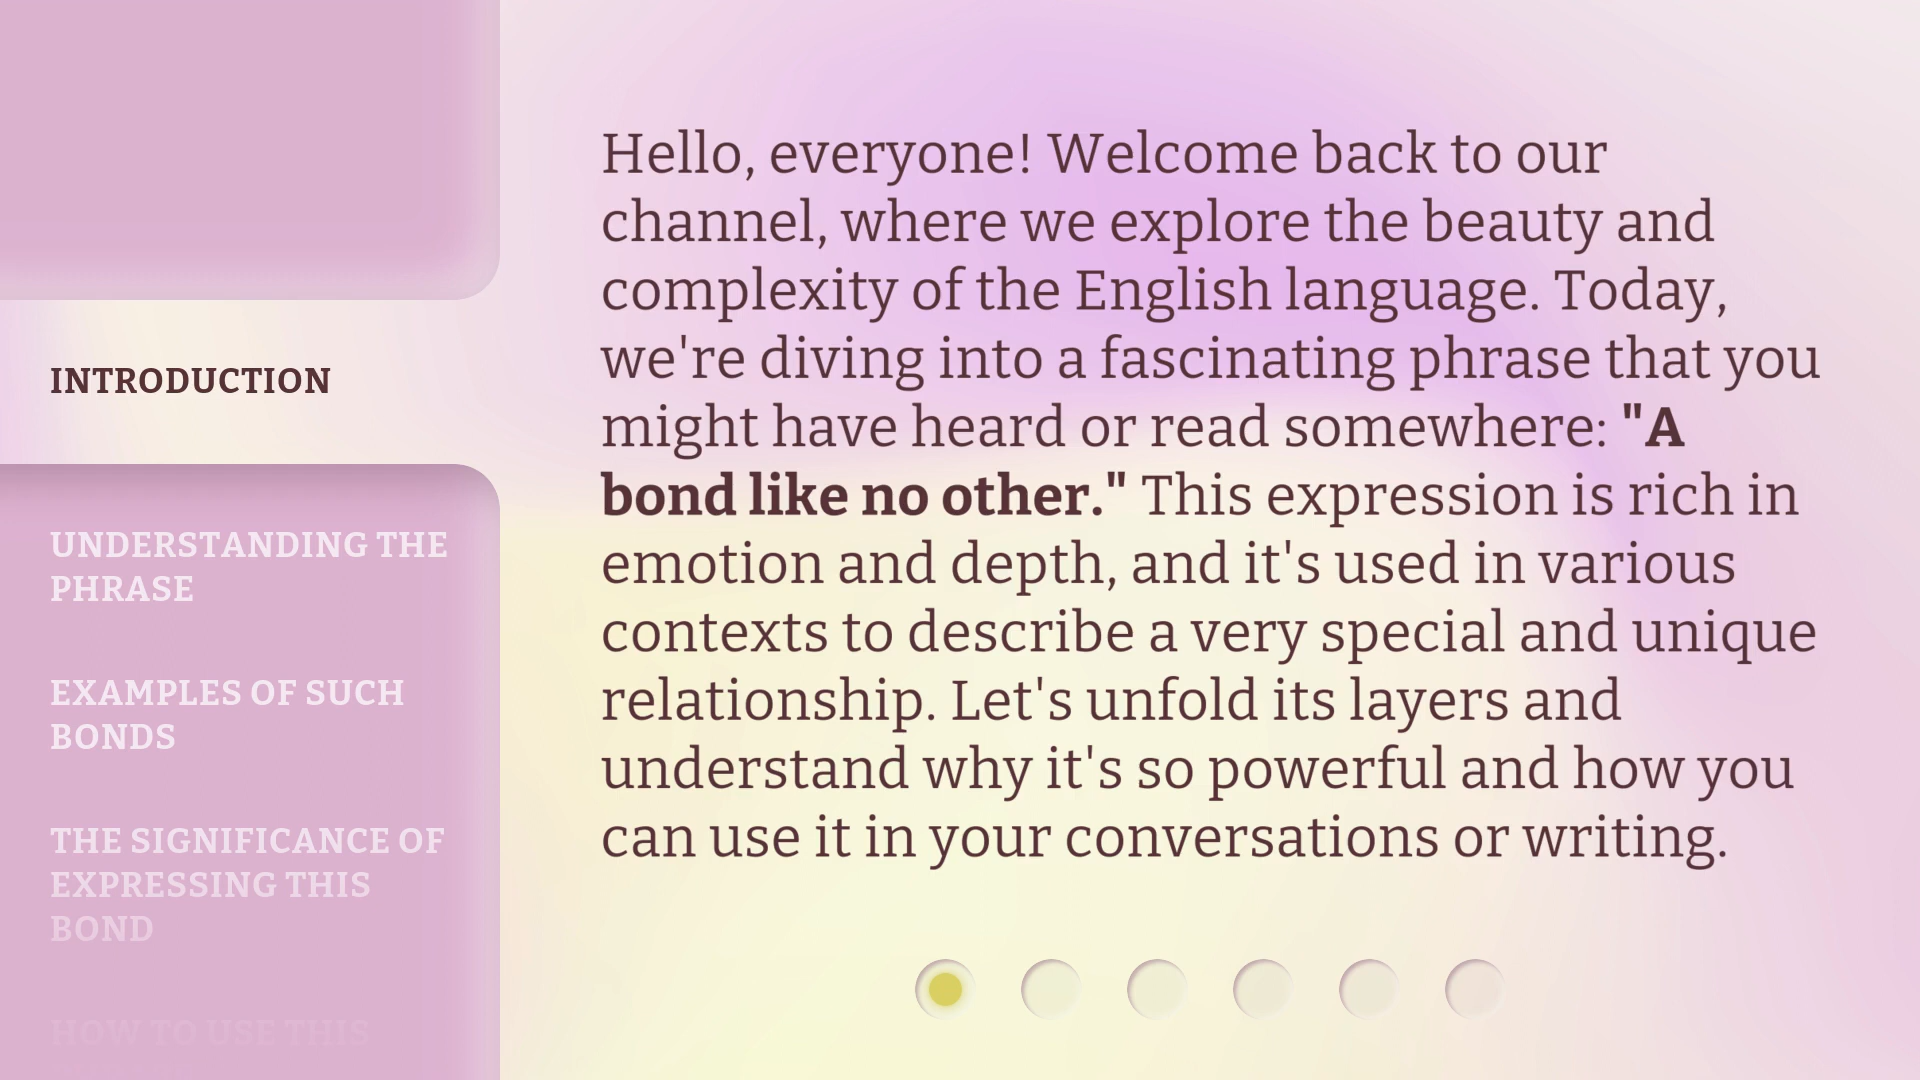 INTRODUCTION
UNDERSTANDING THE
PHRASE
EXAMPLES OF SUCH
BONDS
THE SIGNIFICANCE OF
EXPRESSING THIS
BOND
HOW TO USE THIS
Hello, everyone! Welcome back to our
channel, where we explore the beauty and
complexity of the English language. Today,
we're diving into a fascinating phrase that you
might have heard or read somewhere: "A
bond like no other." This expression is rich in
emotion and depth, and it's used in various
contexts to describe a very special and unique
relationship. Let's unfold its layers and
understand why it's so powerful and how you
can use it in your conversations or writing.